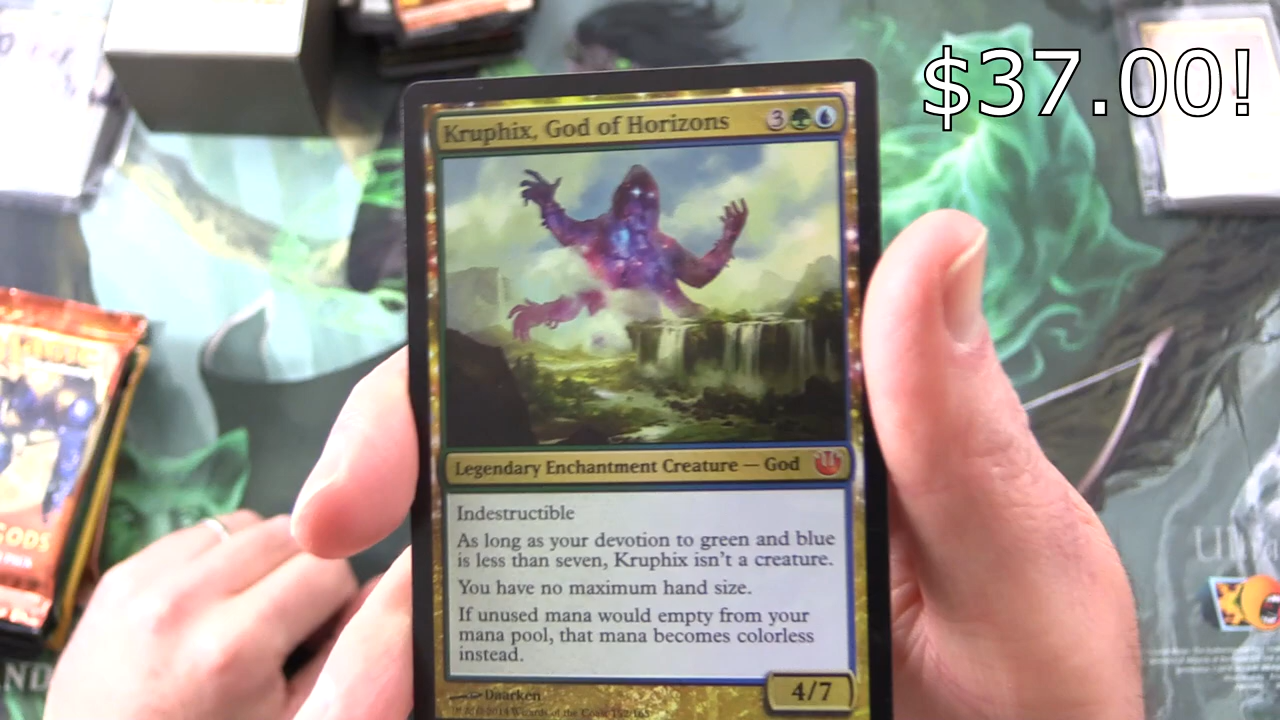 $37.00!
Kruphix, God of Horizons 3
Legendary Enchantment Creature — God
Indestructible
As long as your devotion to green and blue
is less than seven, Kruphix isn't a creature.
You have no maximum hand size.
If unused mana would empty from your
mana pool, that mana becomes colorless
instead.
4/7
Daarken
GODS